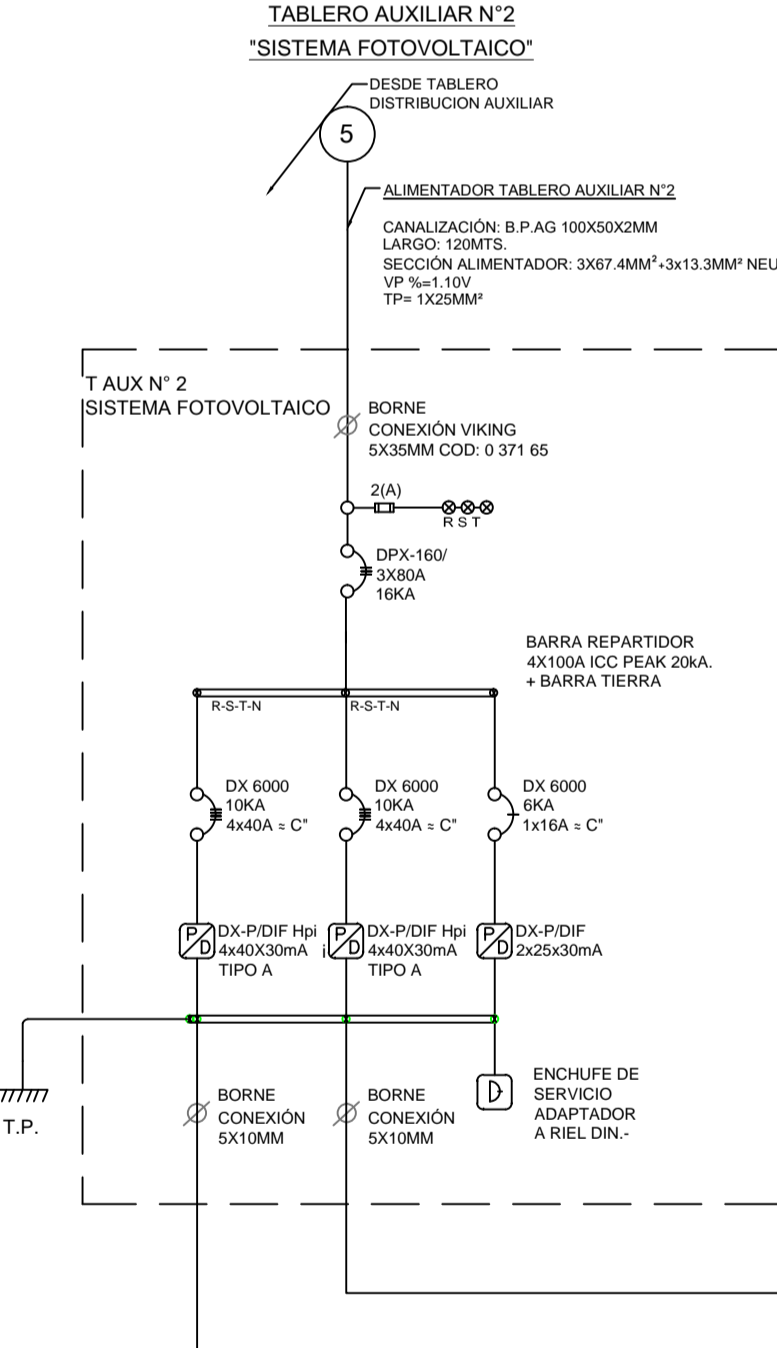 TABLERO AUXILIAR N°2
"SISTEMA FOTOVOLTAICO"
DESDE TABLERO
DISTRIBUCION AUXILIAR
5
ALIMENTADOR TABLERO AUXILIAR N°2
CANALIZACIÓN: B.P.AG 100X50X2MM
LARGO: 120MTS.
SECCIÓN ALIMENTADOR: 3X67.4MM²+3x13.3MM² NEU
VP %=1.10V
TP= 1X25MM²
T AUX N° 2
SISTEMA FOTOVOLTAICO
BORNE
CONEXIÓN VIKING
5X35MM COD: 0 371 65
2(A)
R S T
DPX-160/
3X80A
16KA
BARRA REPARTIDOR
4X100A ICC PEAK 20kA.
+ BARRA TIERRA
R-S-T-N
R-S-T-N
DX 6000
10KA
4x40A ≈ C"
DX 6000
10KA
4x40A ≈ C"
DX 6000
6KA
1x16A ≈ C"
P/D
DX-P/DIF Hpi
4x40X30mA
TIPO A
i
P/D
DX-P/DIF Hpi
4x40X30mA
TIPO A
P/D
DX-P/DIF
2x25x30mA
T.P.
BORNE
CONEXIÓN
5X10MM
BORNE
CONEXIÓN
5X10MM
ENCHUFE DE
SERVICIO
ADAPTADOR
A RIEL DIN.-